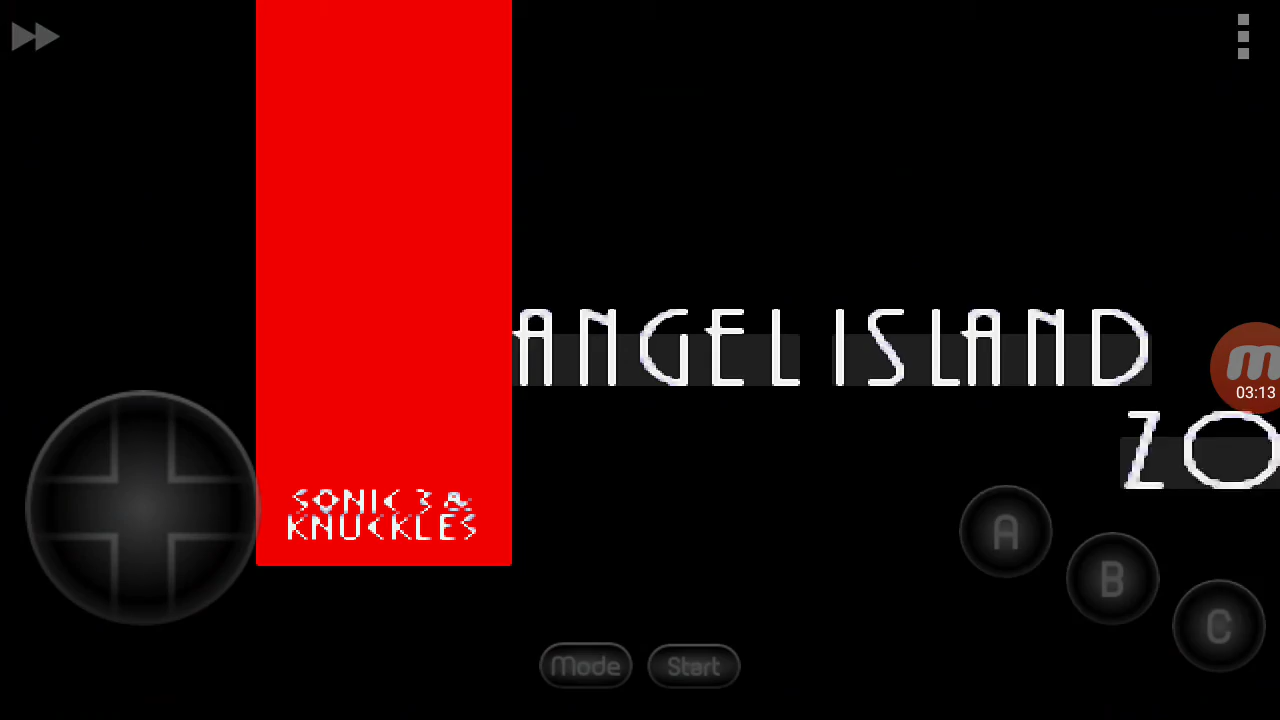 ANGEL ISLAND
03:13
ZO
SONIC 3 &
KNUCKLES
A
B
C
Mode
Start